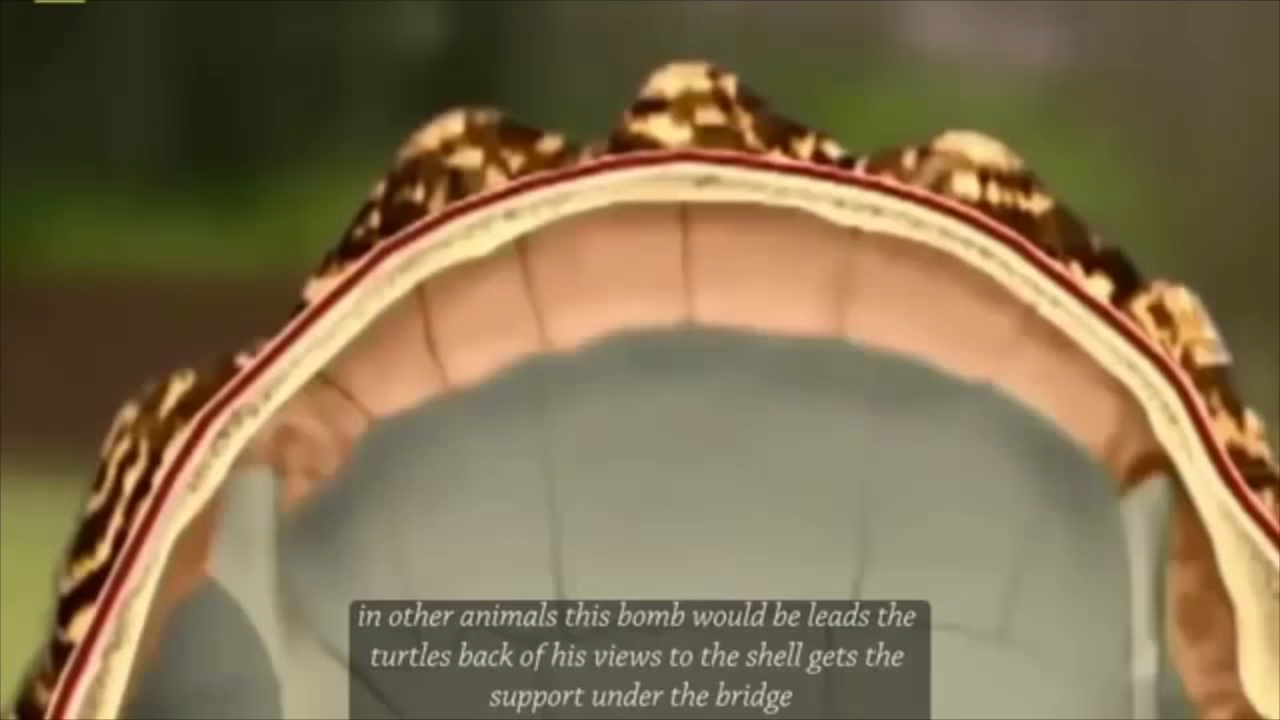 in other animals this bomb would be leads the
turtles back of his views to the shell gets the
support under the bridge